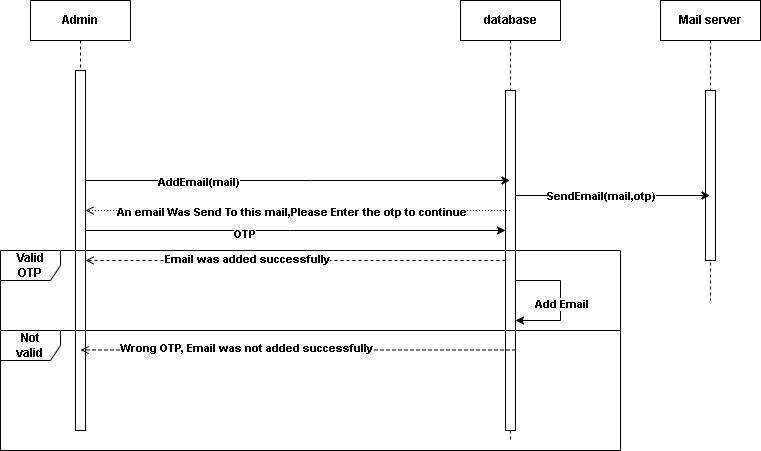 Admin
database
Mail server
AddEmail(mail)
SendEmail(mail,otp)
An email Was Send To this mail,Please Enter the otp to continue
OTP
Valid
OTP
Email was added successfully
Add Email
Not
valid
Wrong OTP, Email was not added successfully